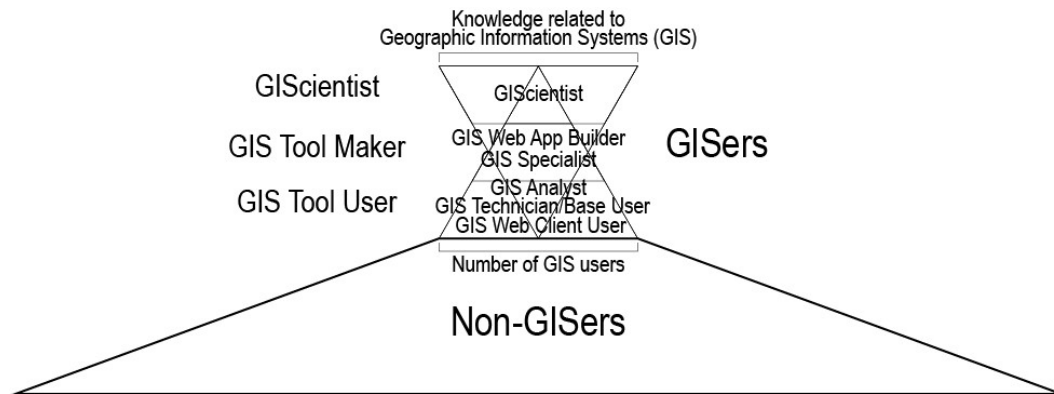 Knowledge related to
Geographic Information Systems (GIS)
GIScientist
GIScientist
GIS Tool Maker
GIS Web App Builder
GIS Specialist
GISers
GIS Tool User
GIS Analyst
GIS Technician/Base User
GIS Web Client User
Number of GIS users
Non-GISers